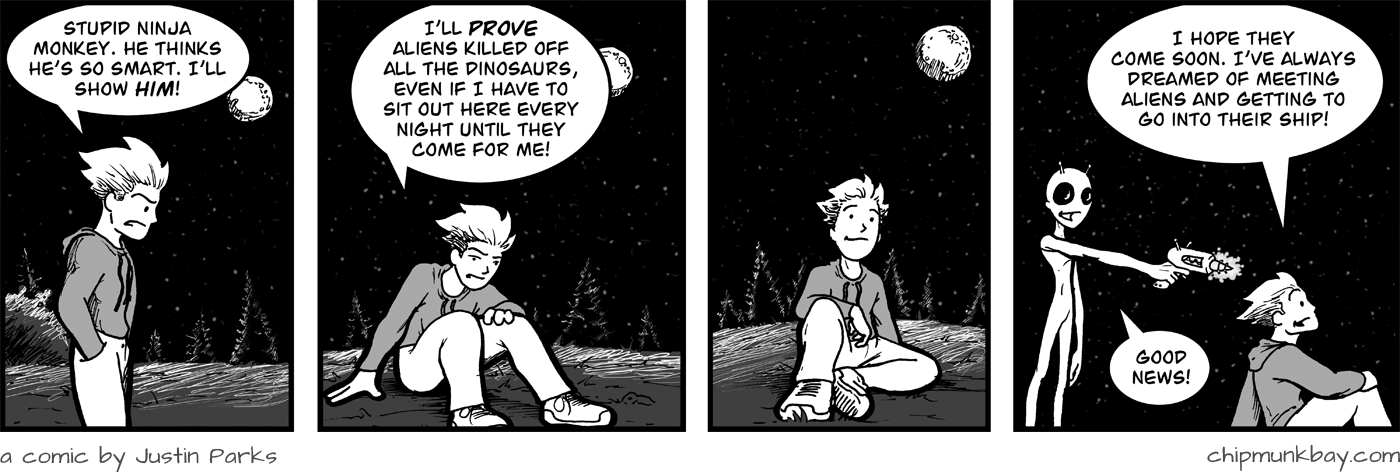 STUPID NINJA
MONKEY. HE THINKS
HE'S SO SMART. I'LL
SHOW HIM!
I'LL PROVE
ALIENS KILLED OFF
ALL THE DINOSAURS,
EVEN IF I HAVE TO
SIT OUT HERE EVERY
NIGHT UNTIL THEY
COME FOR ME!
I HOPE THEY
COME SOON. I'VE ALWAYS
DREAMED OF MEETING
ALIENS AND GETTING TO
GO INTO THEIR SHIP!
GOOD
NEWS!
a comic by Justin Parks
chipmunkbay.com